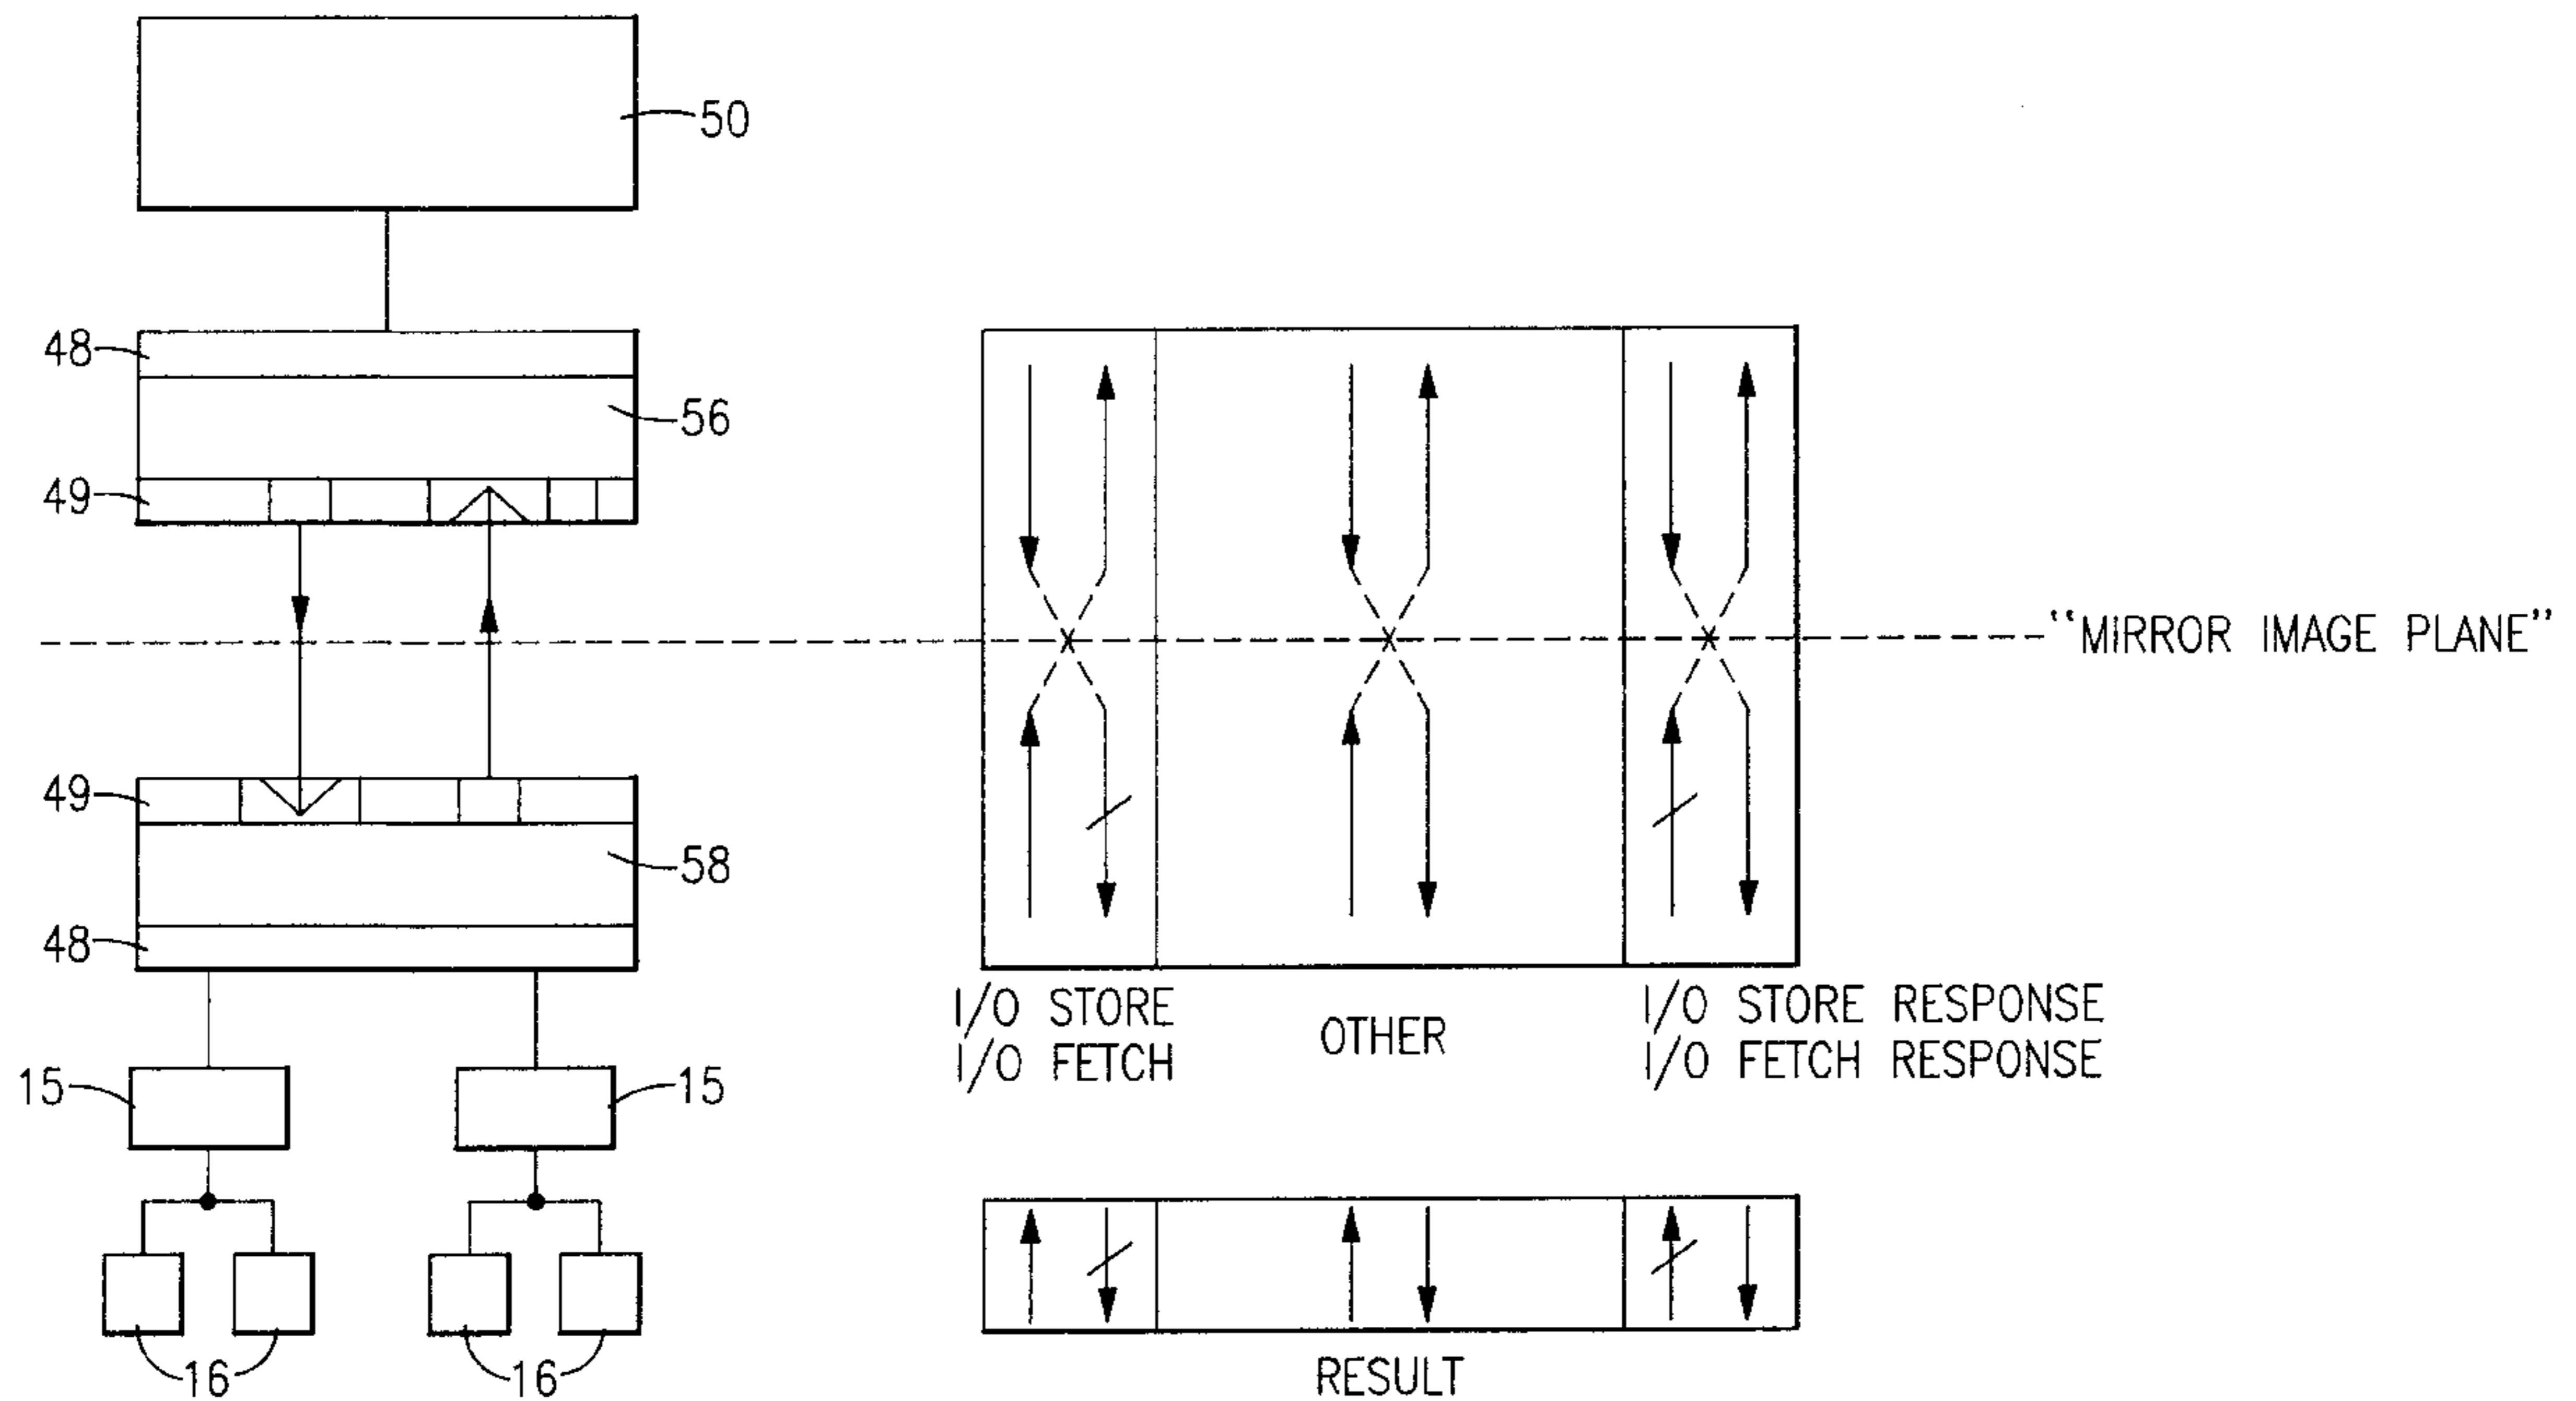 50
48
56
49
"MIRROR IMAGE PLANE"
49
58
48
I/O STORE
I/O FETCH
OTHER
I/O STORE RESPONSE
I/O FETCH RESPONSE
15
15
16
16
RESULT